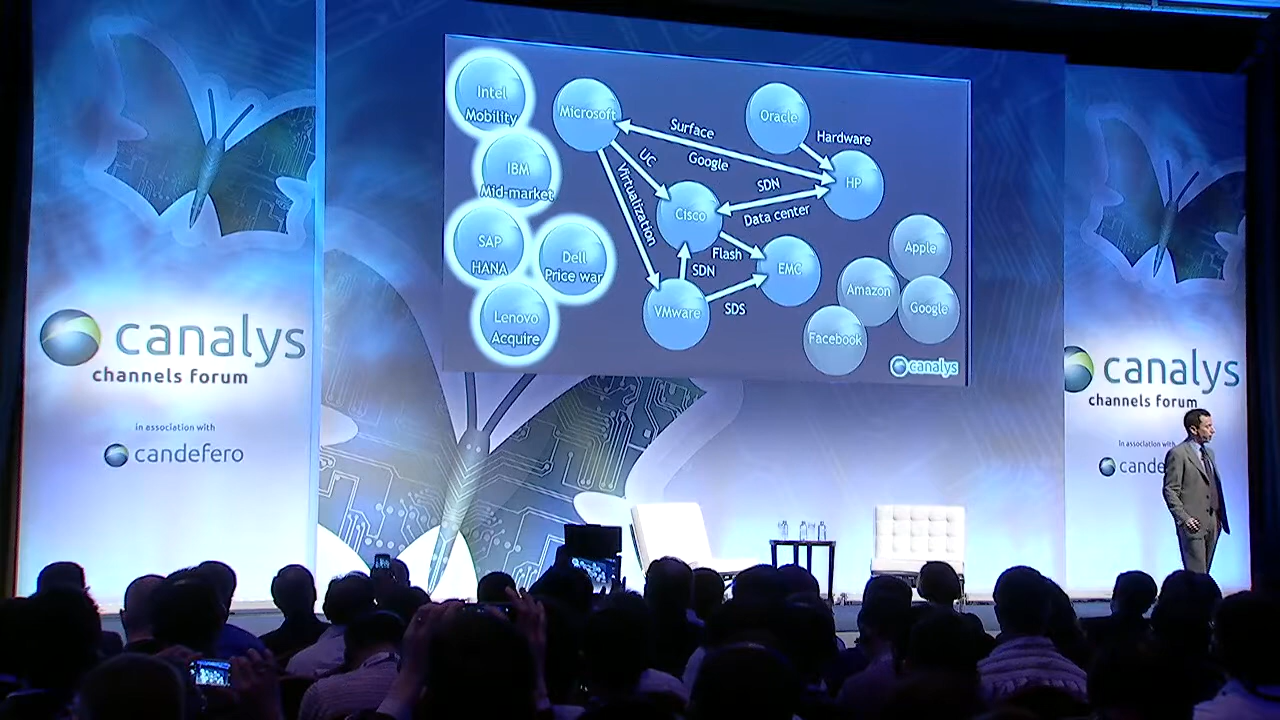 Intel
Mobility
Microsoft
Oracle
Surface
Hardware
Google
UC
IBM
Mid-market
SDN
HP
Virtualization
Cisco
Data center
SAP
HANA
Dell
Price war
Flash
SDN
EMC
Apple
Amazon
Google
Lenovo
Acquire
VMware
SDS
Facebook
canalys
canalys
channels forum
in association with
candefero
canalys
channels forum
in association with
cande